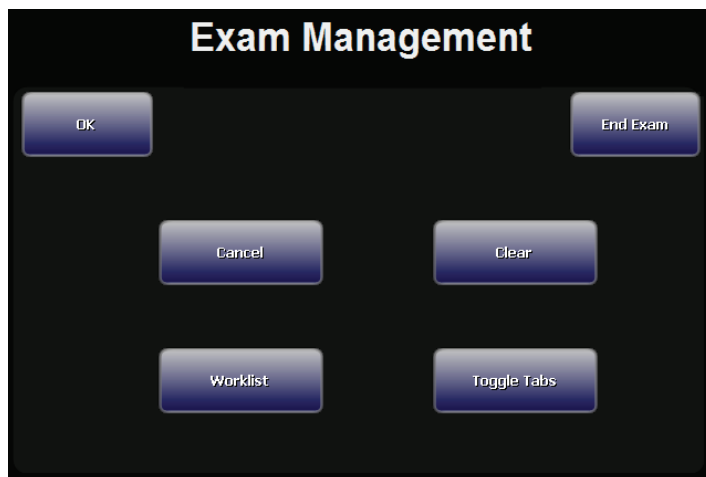 Exam Management
OK
End Exam
Cancel
Clear
Worklist
Toggle Tabs